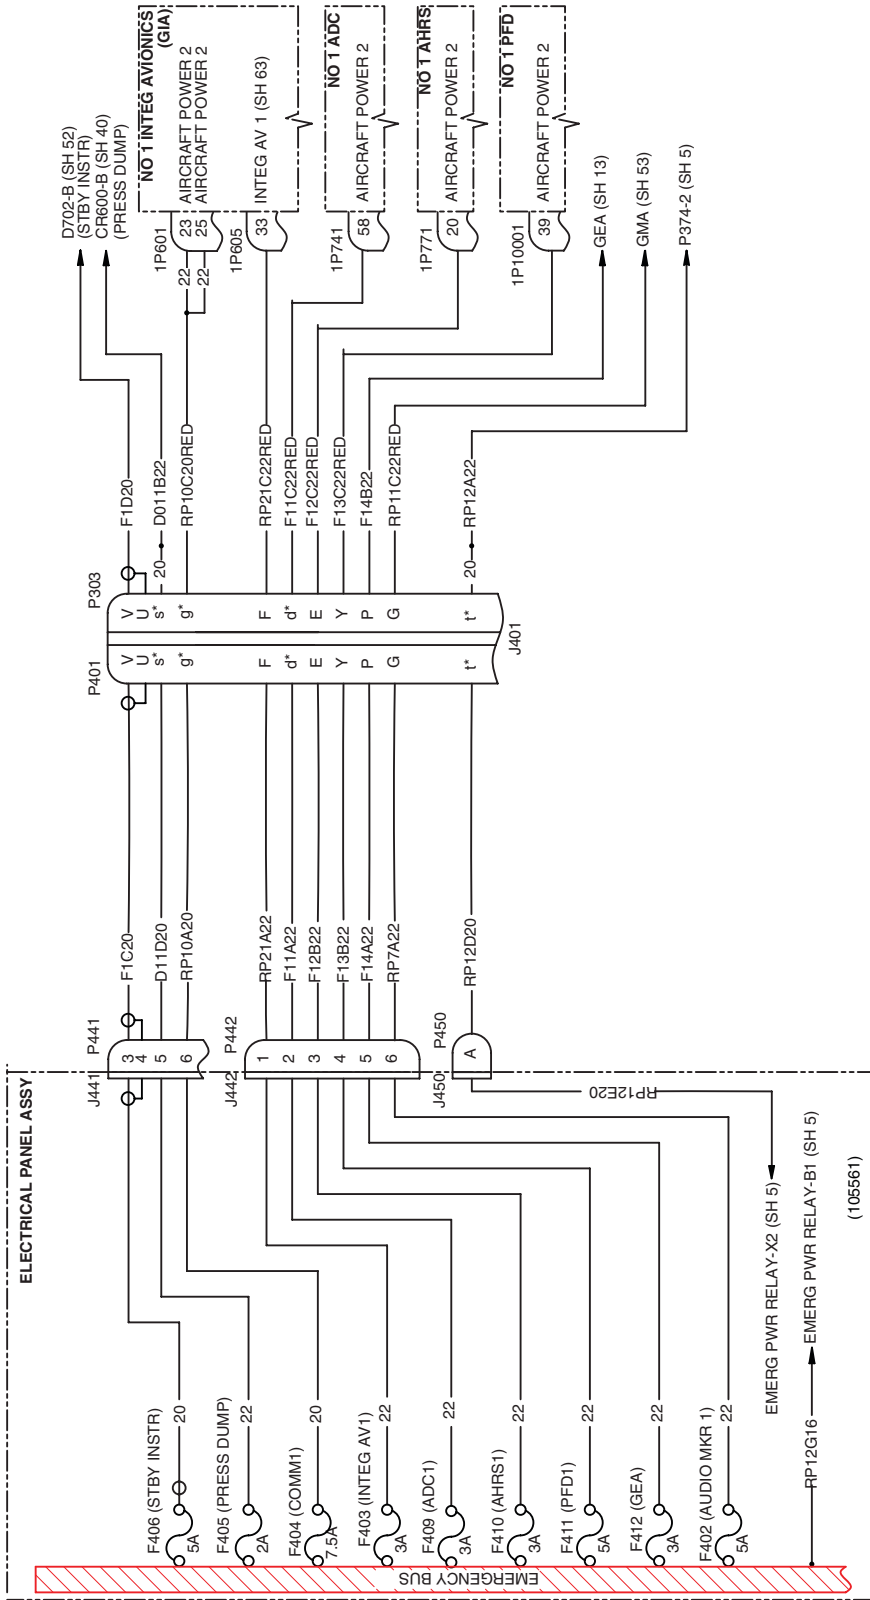 ELECTRICAL PANEL ASSY
EMERGENCY BUS
F406 (STBY INSTR)
5A
20
F405 (PRESS DUMP)
2A
22
F404 (COMM1)
7.5A
20
F403 (INTEG AV1)
3A
22
F409 (ADC1)
3A
22
F410 (AHRS1)
3A
22
F411 (PFD1)
5A
22
F412 (GEA)
3A
22
F402 (AUDIO MKR 1)
5A
22
RP12G16
EMERG PWR RELAY-B1 (SH 5)
EMERG PWR RELAY-X2 (SH 5)
RP12E20
(105561)
J441
P441
3
4
5
6
J442
P442
1
2
3
4
5
6
J450
P450
A
F1C20
D11D20
RP10A20
RP21A22
F11A22
F12B22
F13B22
F14A22
RP7A22
RP12D20
P401
V
U
s*
g*
F
d*
E
Y
P
G
t*
J401
P303
V
U
s*
g*
F
d*
E
Y
P
G
t*
F1D20
20
D011B22
RP10C20RED
RP21C22RED
F11C22RED
F12C22RED
F13C22RED
F14B22
RP11C22RED
20
RP12A22
D702-B (SH 52)
(STBY INSTR)
CR600-B (SH 40)
(PRESS DUMP)
22
22
1P601
23
25
1P605
33
NO 1 INTEG AVIONICS
(GIA)
AIRCRAFT POWER 2
AIRCRAFT POWER 2
INTEG AV 1 (SH 63)
1P741
58
NO 1 ADC
AIRCRAFT POWER 2
1P771
20
NO 1 AHRS
AIRCRAFT POWER 2
1P10001
39
NO 1 PFD
AIRCRAFT POWER 2
GEA (SH 13)
GMA (SH 53)
P374-2 (SH 5)